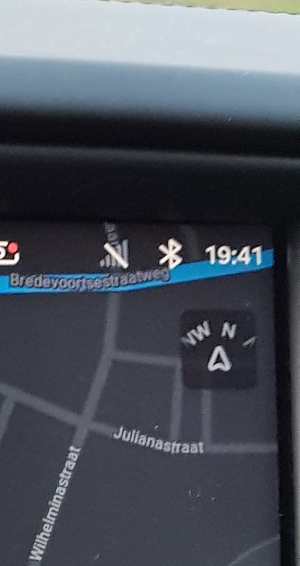 19:41
Bredevoortsestraatweg
NW N
Julianastraat
Wilhelminastraat